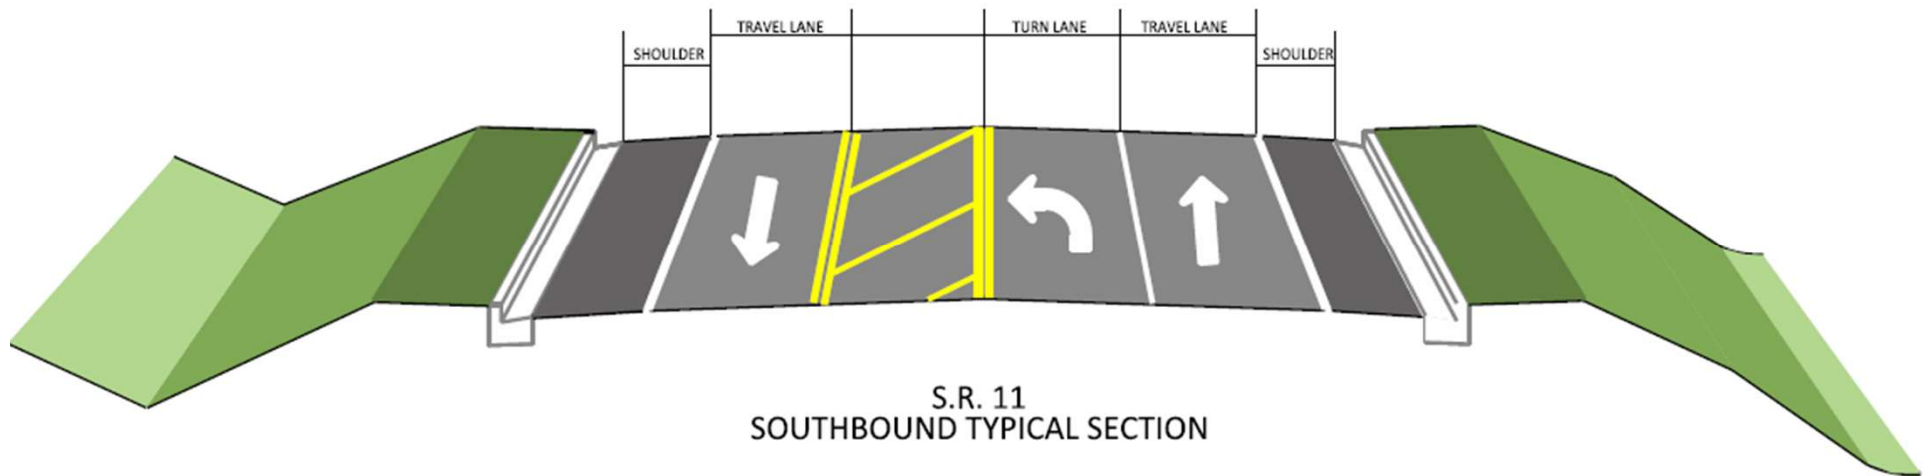 TRAVEL LANE
TURN LANE
TRAVEL LANE
SHOULDER
SHOULDER
S.R. 11
SOUTHBOUND TYPICAL SECTION